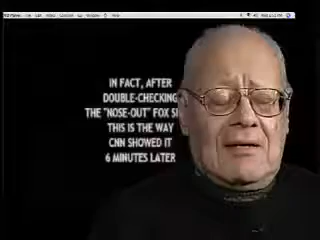 IN FACT, AFTER
DOUBLE-CHECKING
THE "NOSE-OUT" FOX
THIS IS THE WAY
CNN SHOWED IT
6 MINUTES LATER